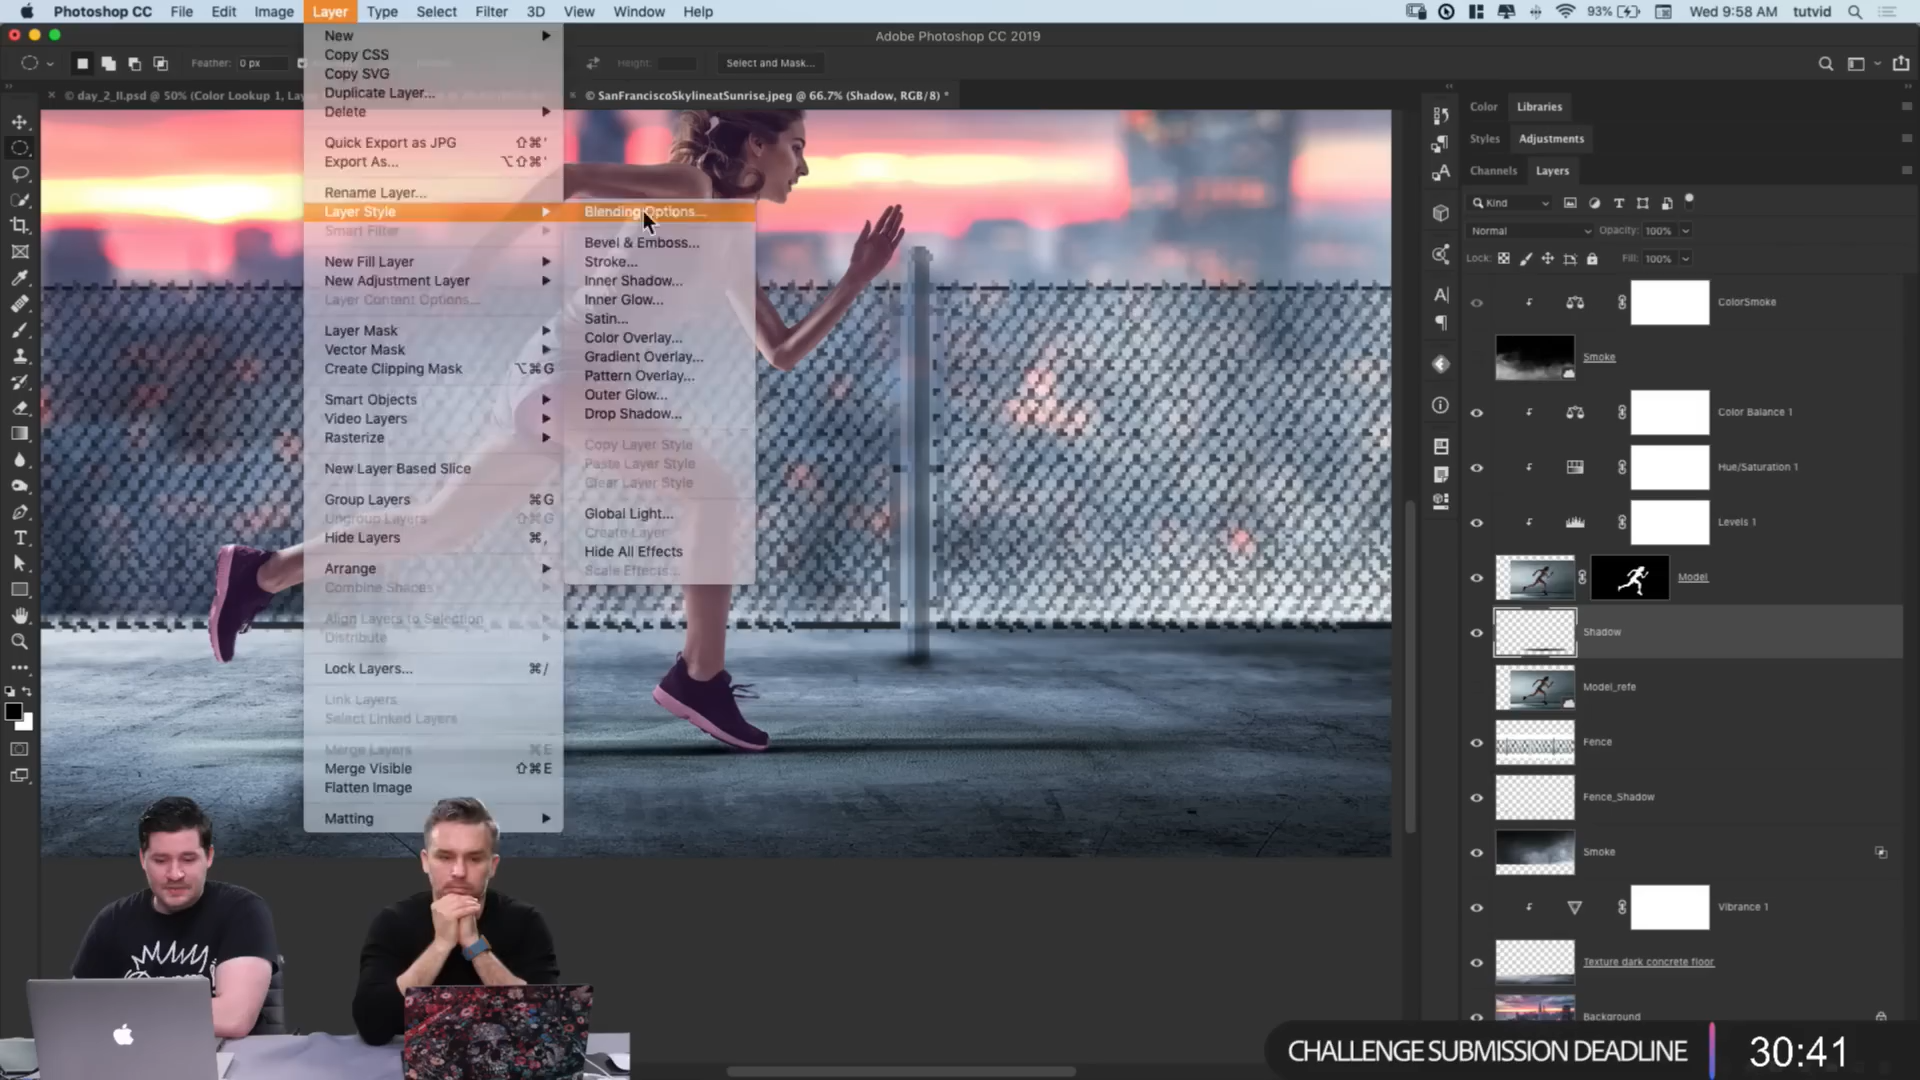 Photoshop CC File Edit Image Layer Type Select Filter 3D View Window Help 93% Wed 9:58 AM tutvid
Adobe Photoshop CC 2019
Feather: 0 px Height: Select and Mask...
© day_2_ll.psd @ 50% (Color Lookup 1, La
© SanFranciscoSkylineatSunrise.jpeg @ 66.7% (Shadow, RGB/8) *
New
Copy CSS
Copy SVG
Duplicate Layer...
Delete
Quick Export as JPG ⇧⌘'
Export As... ⌥⇧⌘'
Rename Layer...
Layer Style
Smart Filter
New Fill Layer
New Adjustment Layer
Layer Content Options...
Layer Mask
Vector Mask
Create Clipping Mask ⌥⌘G
Smart Objects
Video Layers
Rasterize
New Layer Based Slice
Group Layers ⌘G
Ungroup Layers ⇧⌘G
Hide Layers ⌘,
Arrange
Combine Shapes
Align Layers to Selection
Distribute
Lock Layers... ⌘/
Link Layers
Select Linked Layers
Merge Layers ⌘E
Merge Visible ⇧⌘E
Flatten Image
Matting
Blending Options...
Bevel & Emboss...
Stroke...
Inner Shadow...
Inner Glow...
Satin...
Color Overlay...
Gradient Overlay...
Pattern Overlay...
Outer Glow...
Drop Shadow...
Copy Layer Style
Paste Layer Style
Clear Layer Style
Global Light...
Create Layer
Hide All Effects
Scale Effects...
Color Libraries
Styles Adjustments
Channels Layers
Kind
Normal Opacity: 100%
Lock: Fill: 100%
ColorSmoke
Smoke
Color Balance 1
Hue/Saturation 1
Levels 1
Model
Shadow
Model_refe
Fence
Fence_Shadow
Smoke
Vibrance 1
Texture dark concrete floor
Background
CHALLENGE SUBMISSION DEADLINE 30:41